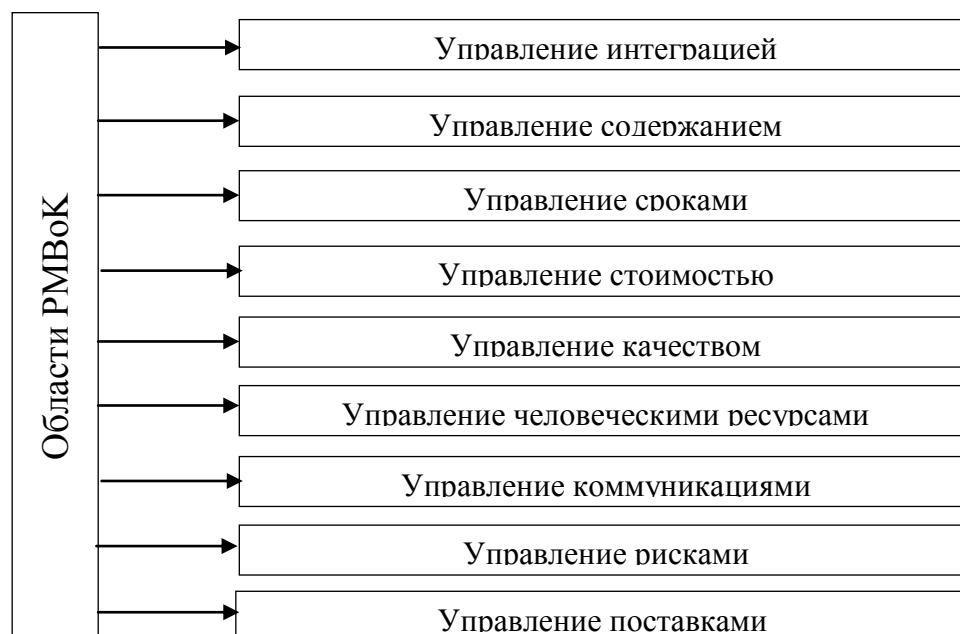 Области PMBoK
Управление интеграцией
Управление содержанием
Управление сроками
Управление стоимостью
Управление качеством
Управление человеческими ресурсами
Управление коммуникациями
Управление рисками
Управление поставками